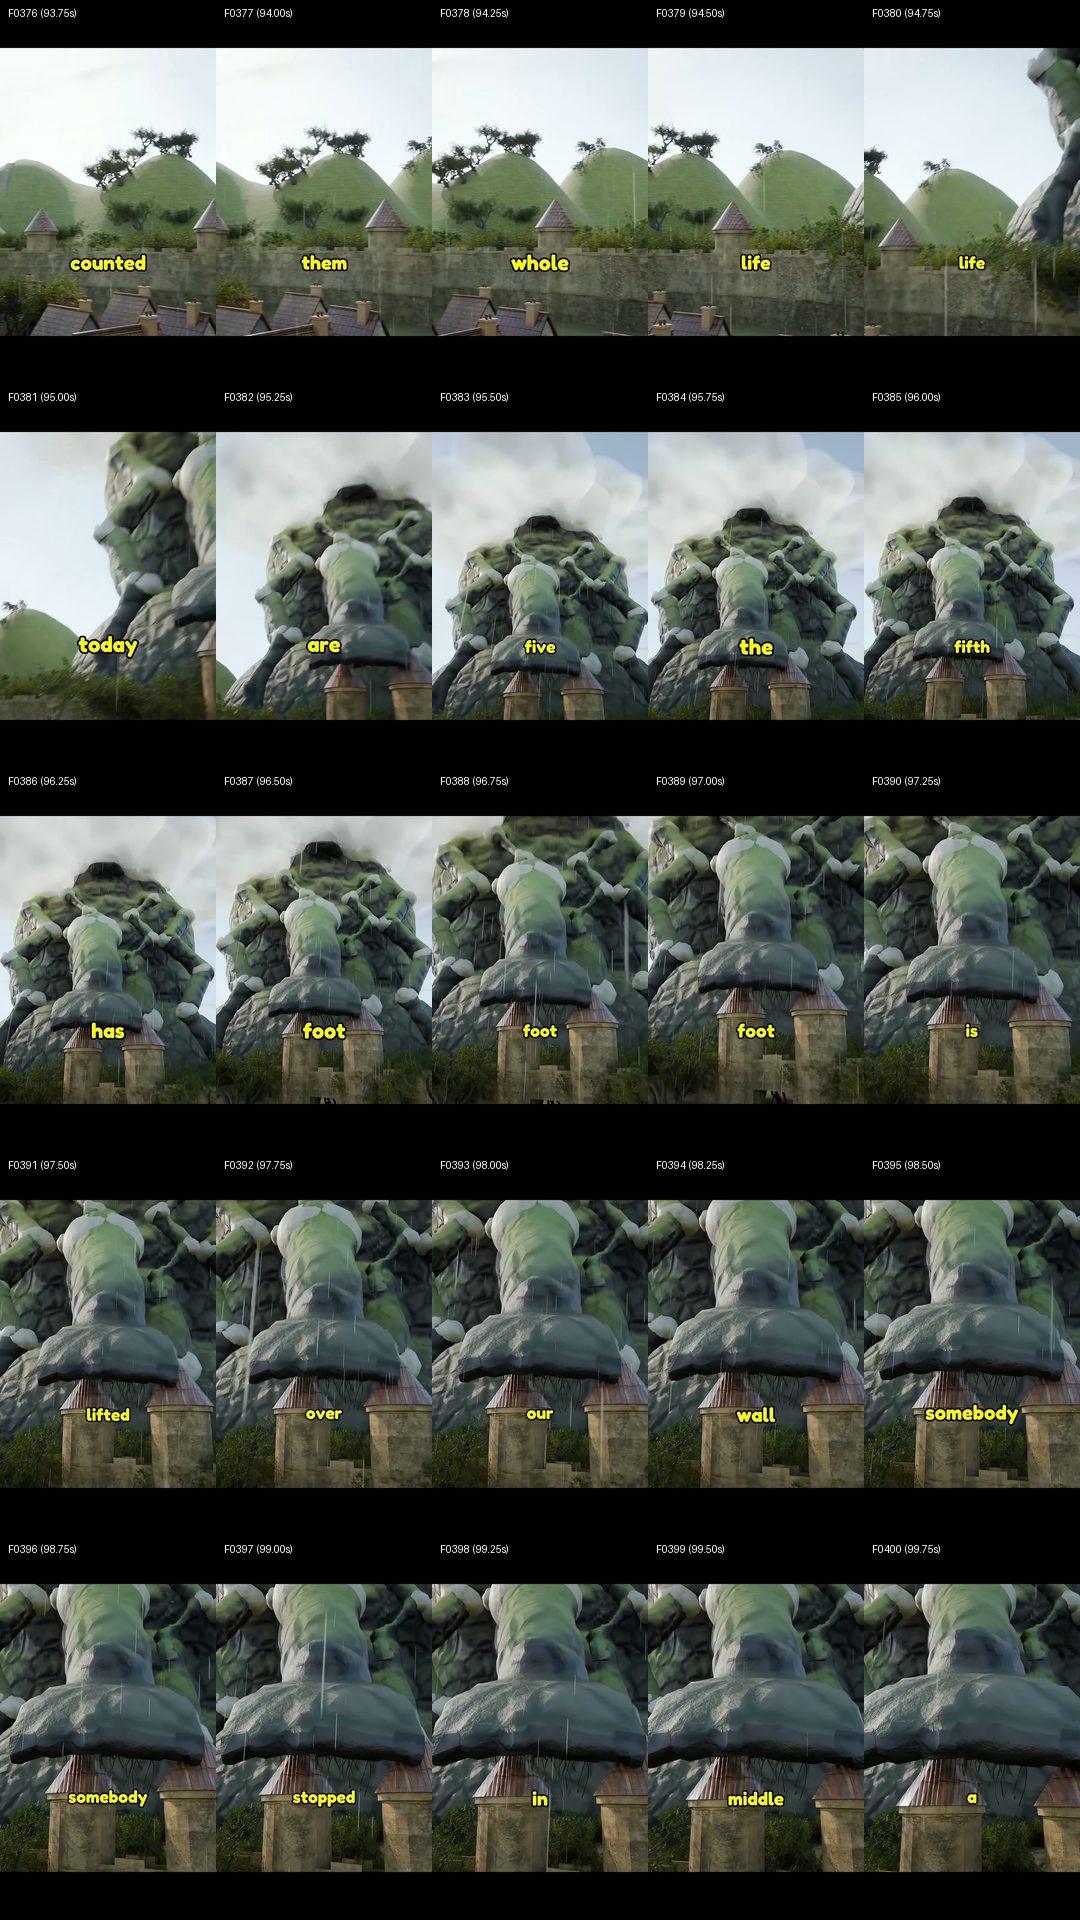 F0376 (93.75s)
F0377 (94.00s)
F0378 (94.25s)
F0379 (94.50s)
F0380 (94.75s)
counted
them
whole
life
life
F0381 (95.00s)
F0382 (95.25s)
F0383 (95.50s)
F0384 (95.75s)
F0385 (96.00s)
today
are
five
the
fifth
F0386 (96.25s)
F0387 (96.50s)
F0388 (96.75s)
F0389 (97.00s)
F0390 (97.25s)
has
foot
foot
foot
is
F0391 (97.50s)
F0392 (97.75s)
F0393 (98.00s)
F0394 (98.25s)
F0395 (98.50s)
lifted
over
our
wall
somebody
F0396 (98.75s)
F0397 (99.00s)
F0398 (99.25s)
F0399 (99.50s)
F0400 (99.75s)
somebody
stopped
in
middle
a